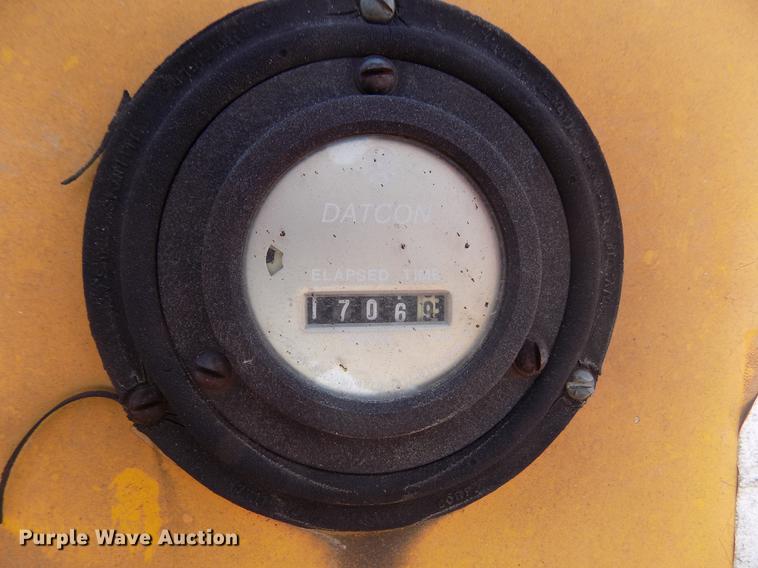 DATCON
ELAPSED TIME
17069
Purple Wave Auction